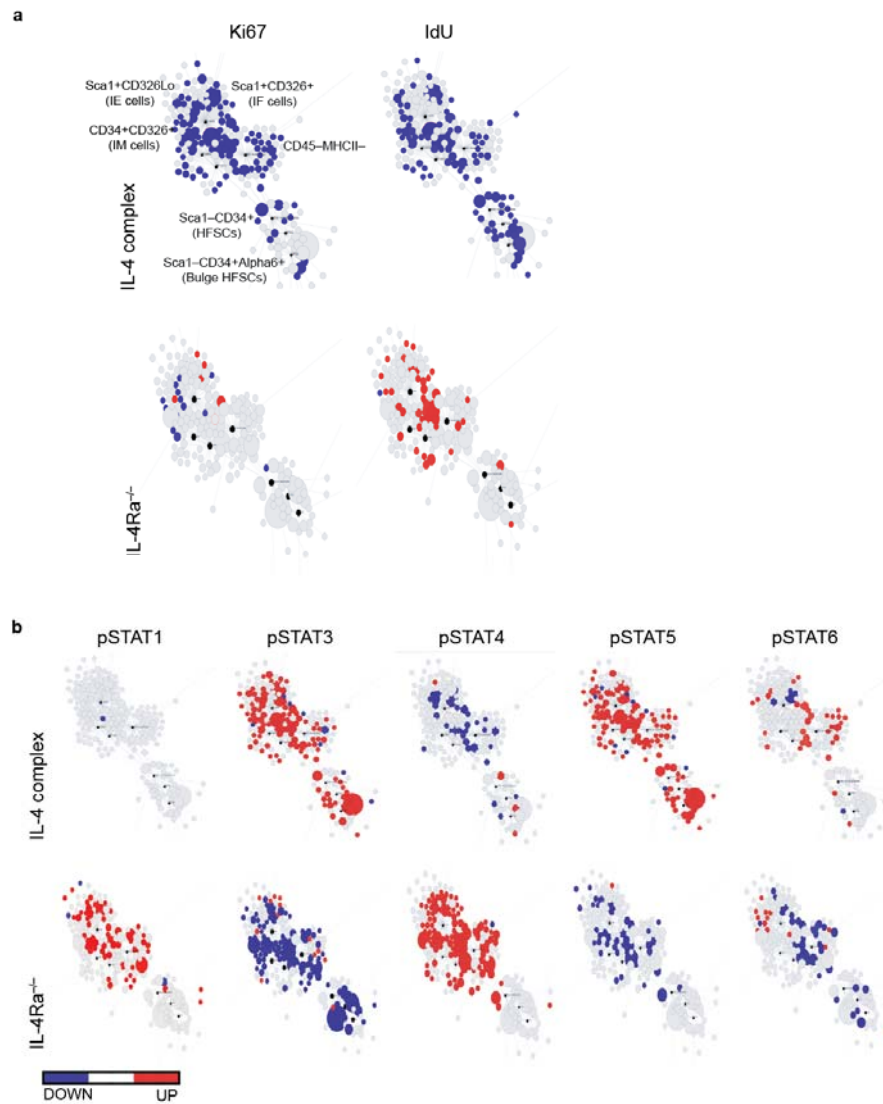 a
Ki67 IdU
Sca1+CD326Lo
(IE cells)
Sca1+CD326+
(IF cells)
CD34+CD326+
(IM cells)
CD45–MHCII–
Sca1–CD34+
(HFSCs)
Sca1–CD34+Alpha6+
(Bulge HFSCs)
IL-4 complex
IL-4Ra–/–
b
pSTAT1 pSTAT3 pSTAT4 pSTAT5 pSTAT6
IL-4 complex
IL-4Ra–/–
DOWN UP